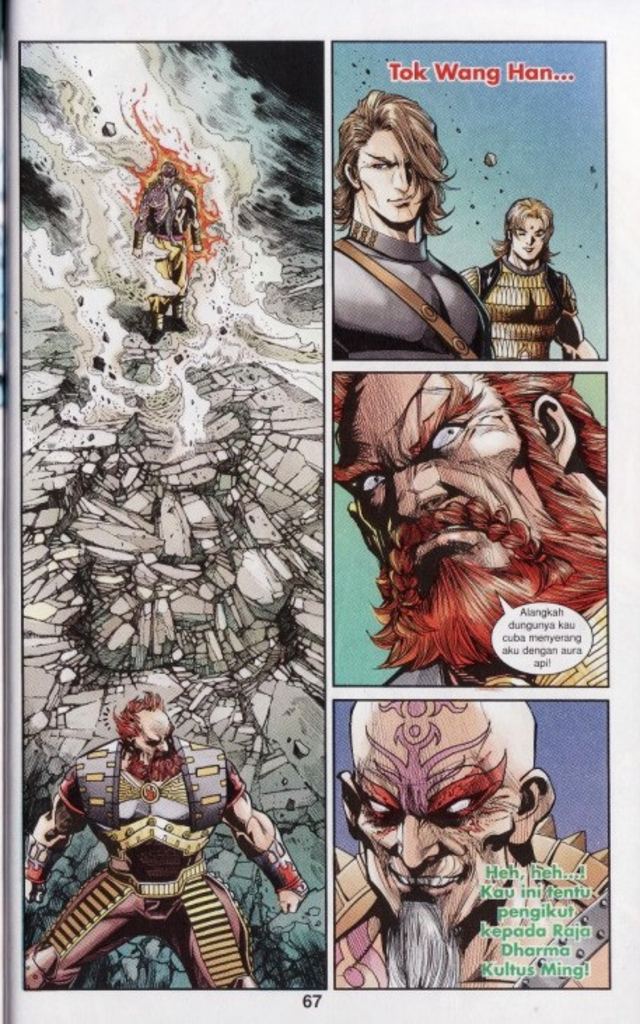 Tok Wang Han...
Alangkah
dungunya kau
cuba menyerang
aku dengan aura
api!
Heh, heh...!
Kau ini tentu
pengikut
kepada Raja
Dharma
Kultus Ming!
67